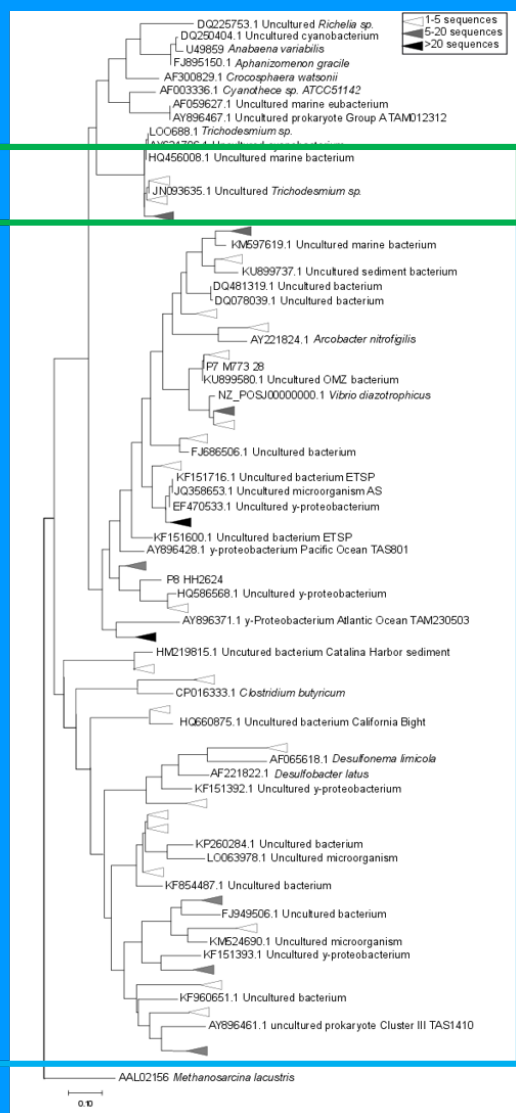 1-5 sequences
5-20 sequences
>20 sequences
DQ225753.1 Uncultured Richelia sp.
DQ250404.1 Uncultured cyanobacterium
U49859 Anabaena variabilis
FJ895150.1 Aphanizomenon gracile
AF300829.1 Crocosphaera watsonii
AF003336.1 Cyanothece sp. ATCC51142
AF059627.1 Uncultured marine eubacterium
AY896467.1 Uncultured prokaryote Group A TAM012312
LOO688.1 Trichodesmium sp.
HQ456008.1 Uncultured marine bacterium
JN093635.1 Uncultured Trichodesmium sp.
KM597619.1 Uncultured marine bacterium
KU899737.1 Uncultured sediment bacterium
DQ481319.1 Uncultured bacterium
DQ078039.1 Uncultured bacterium
AY221824.1 Arcobacter nitrofigilis
P7 M773 28
KU899580.1 Uncultured OMZ bacterium
NZ_POSJ00000000.1 Vibrio diazotrophicus
FJ686506.1 Uncultured bacterium
KF151716.1 Uncultured bacterium ETSP
JQ358653.1 Uncultured microorganism AS
EF470533.1 Uncultured y-proteobacterium
KF151600.1 Uncultured bacterium ETSP
AY896428.1 y-proteobacterium Pacific Ocean TAS801
P8 HH2624
HQ586568.1 Uncultured y-proteobacterium
AY896371.1 y-Proteobacterium Atlantic Ocean TAM230503
HM219815.1 Uncutured bacterium Catalina Harbor sediment
CP016333.1 Clostridium butyricum
HQ660875.1 Uncultured bacterium California Bight
AF065618.1 Desulfonema limicola
AF221822.1 Desulfobacter latus
KF151392.1 Uncultured y-proteobacterium
KP260284.1 Uncultured bacterium
LO063978.1 Uncultured microorganism
KF854487.1 Uncultured bacterium
FJ949506.1 Uncultured bacterium
KM524690.1 Uncultured microorganism
KF151393.1 Uncultured y-proteobacterium
KF960651.1 Uncultured bacterium
AY896461.1 uncultured prokaryote Cluster III TAS1410
AAL02156 Methanosarcina lacustris
0.10